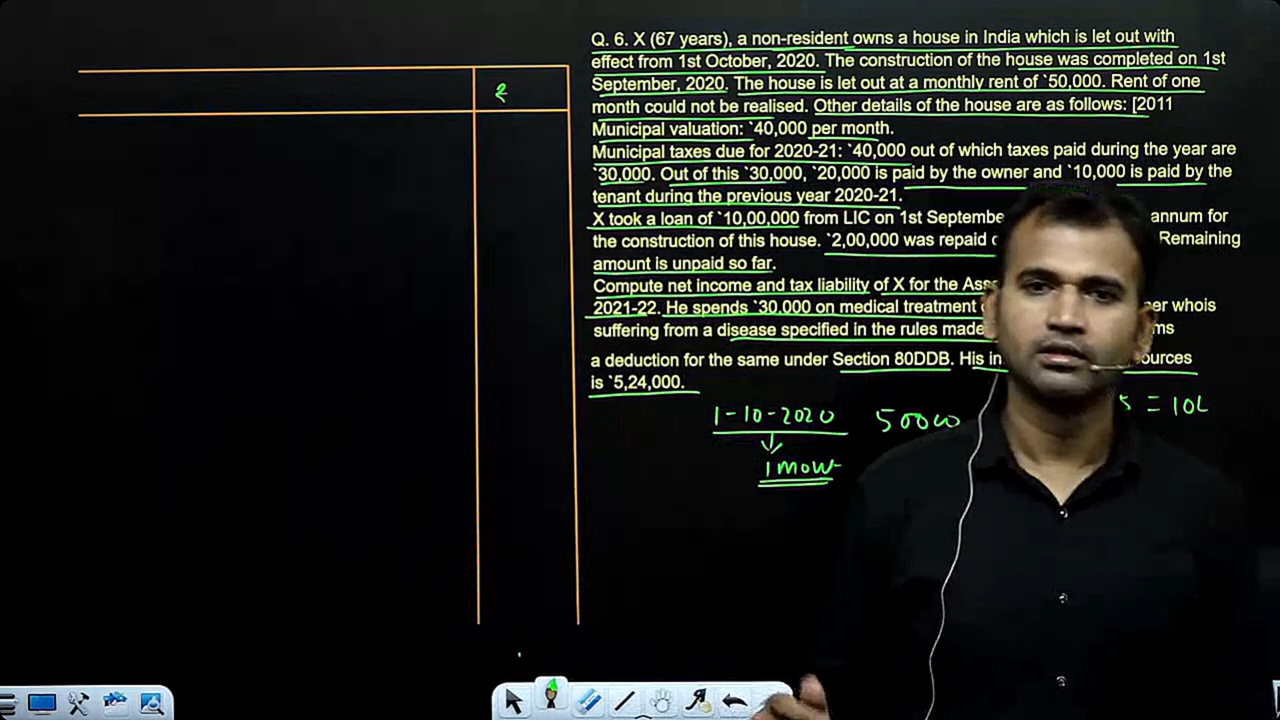 ₹
Q. 6. X (67 years), a non-resident owns a house in India which is let out with
effect from 1st October, 2020. The construction of the house was completed on 1st
September, 2020. The house is let out at a monthly rent of `50,000. Rent of one
month could not be realised. Other details of the house are as follows: [2011
Municipal valuation: `40,000 per month.
Municipal taxes due for 2020-21: `40,000 out of which taxes paid during the year are
`30,000. Out of this `30,000, `20,000 is paid by the owner and `10,000 is paid by the
tenant during the previous year 2020-21.
X took a loan of `10,00,000 from LIC on 1st annum for
the construction of this house. `2,00,000 was repaid Remaining
amount is unpaid so far.
Compute net income and tax liability of X for the
2021-22. He spends `30,000 on medical treatment whois
suffering from a disease specified in the rules
a deduction for the same under Section 80DDB. His
is `5,24,000.
1-10-2020 50000
= 10L
1 mow